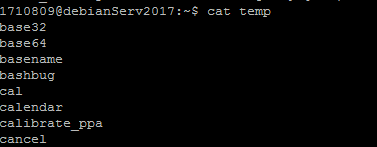 1710809@debianServ2017:~$ cat temp
base32
base64
basename
bashbug
cal
calendar
calibrate_ppa
cancel